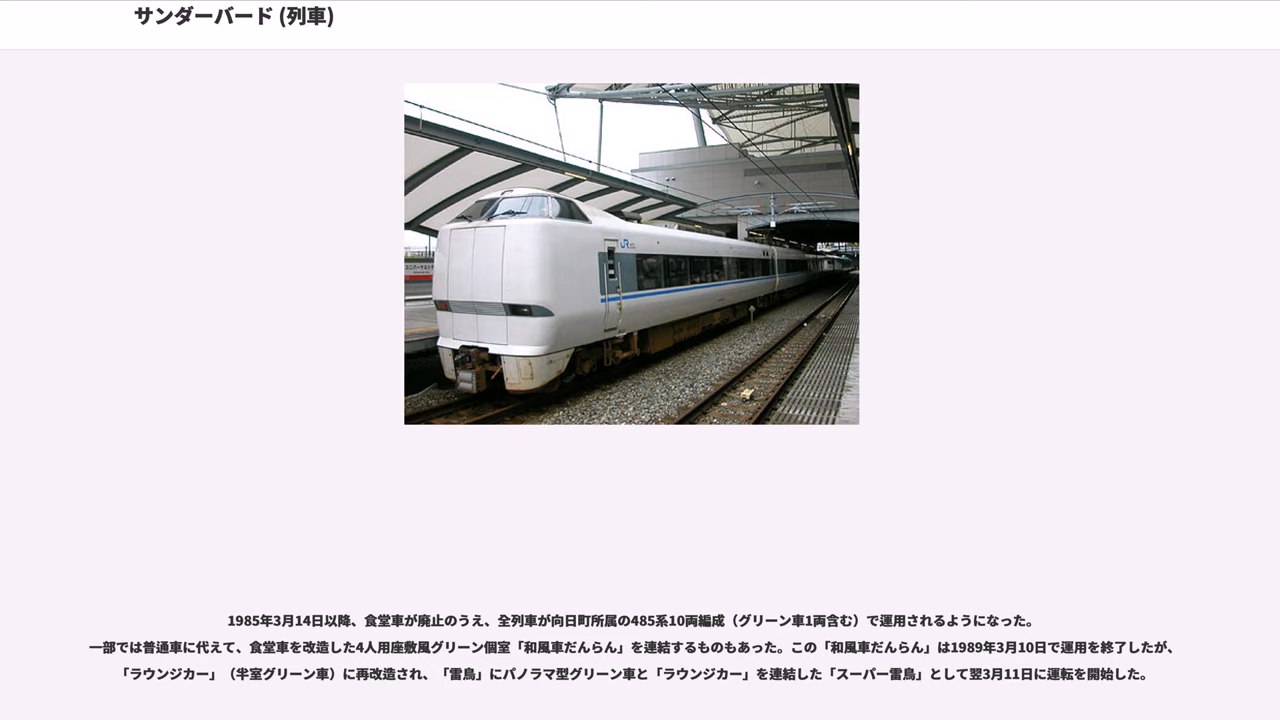 サンダーバード (列車)
JR
1985年3月14日以降、食堂車が廃止のうえ、全列車が向日町所属の485系10両編成（グリーン車1両含む）で運用されるようになった。
一部では普通車に代えて、食堂車を改造した4人用座敷風グリーン個室「和風車だんらん」を連結するものもあった。この「和風車だんらん」は1989年3月10日で運用を終了したが、
「ラウンジカー」（半室グリーン車）に再改造され、「雷鳥」にパノラマ型グリーン車と「ラウンジカー」を連結した「スーパー雷鳥」として翌3月11日に運転を開始した。